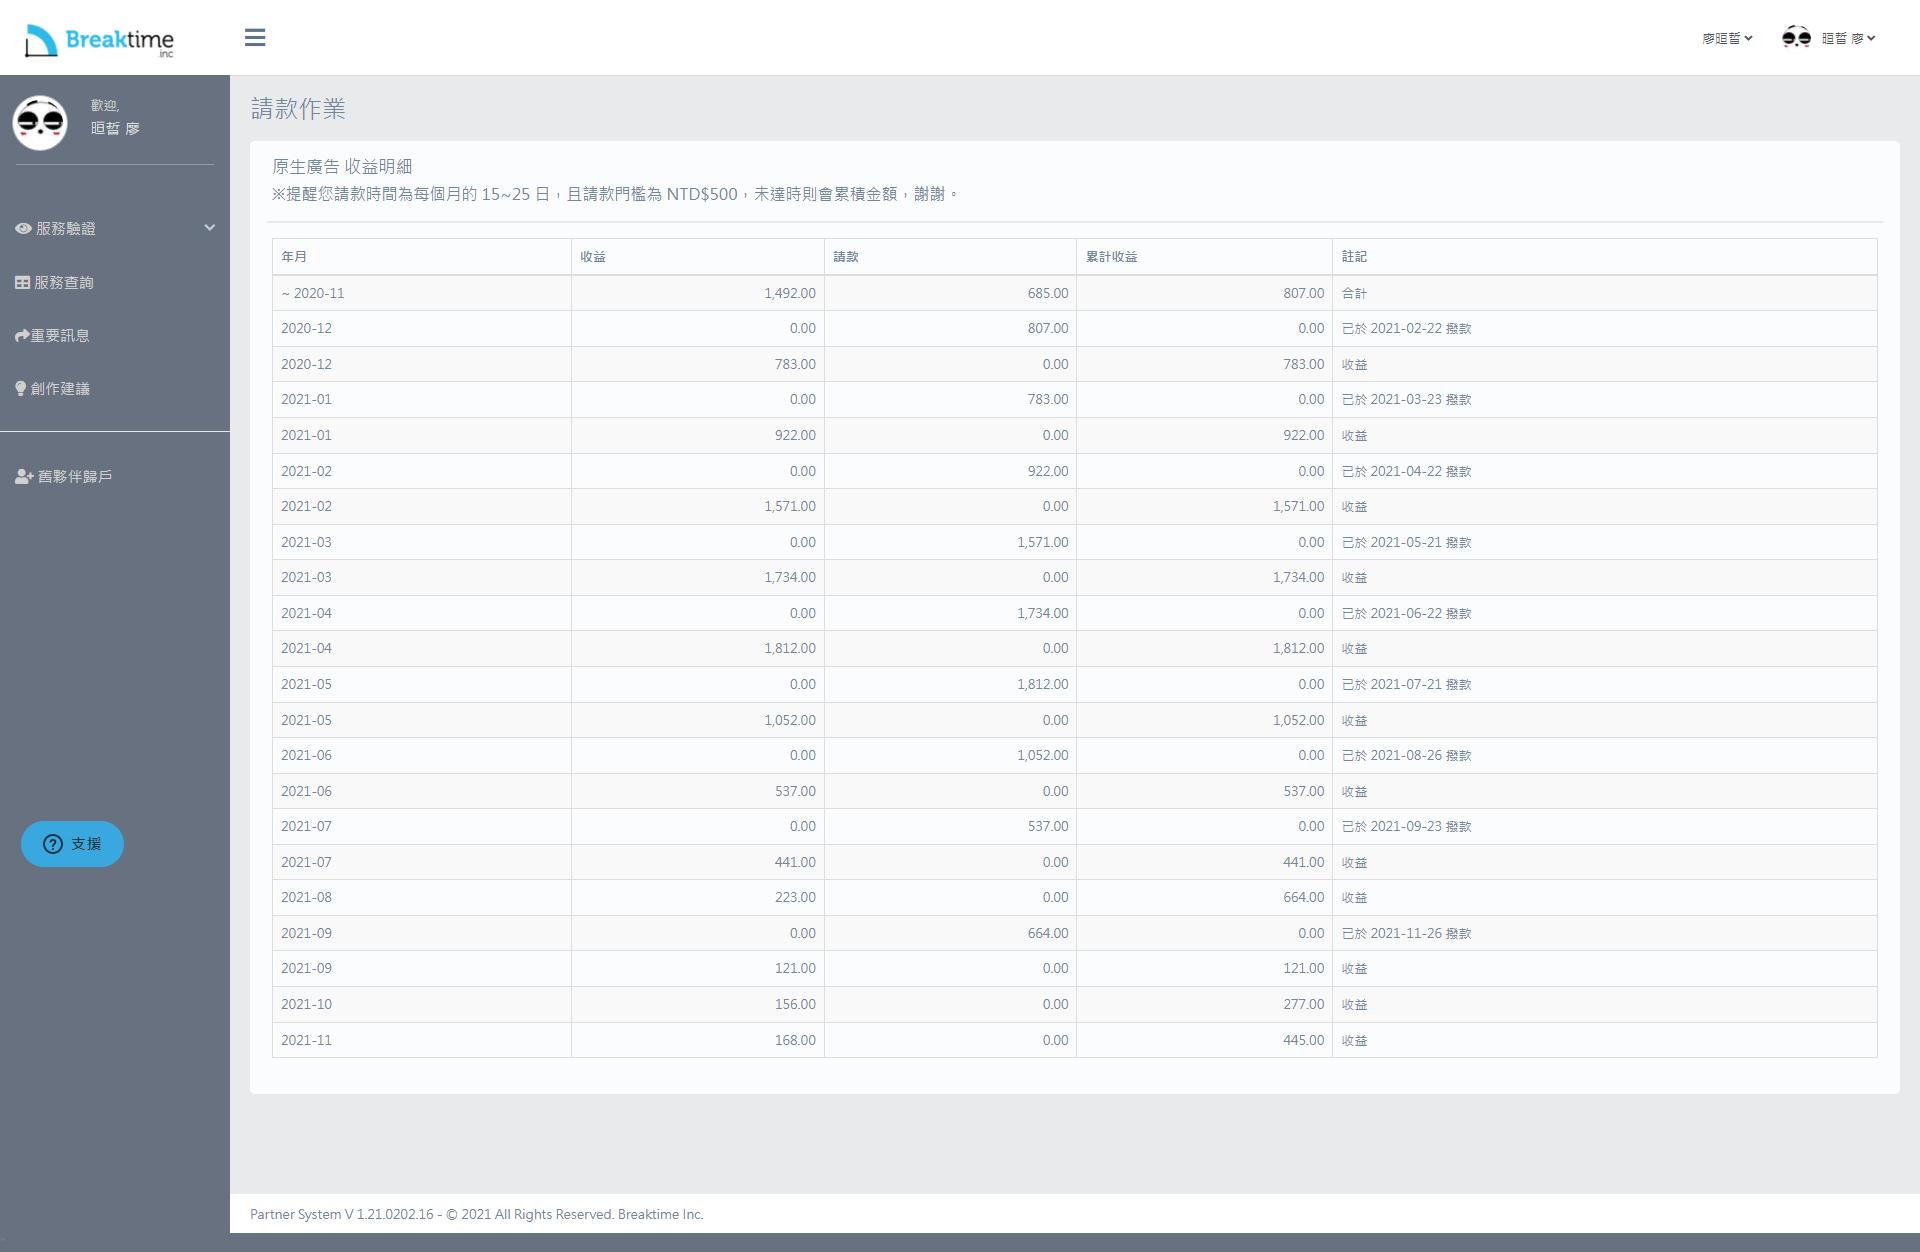 Breaktime
.inc
廖晅晢
晅晢 廖
歡迎,
晅晢 廖
服務驗證
服務查詢
重要訊息
創作建議
舊夥伴歸戶
支援
請款作業
原生廣告 收益明細
※提醒您請款時間為每個月的 15~25 日，且請款門檻為 NTD$500，未達時則會累積金額，謝謝。
年月 收益 請款 累計收益 註記
~ 2020-11 1,492.00 685.00 807.00 合計
2020-12 0.00 807.00 0.00 已於 2021-02-22 撥款
2020-12 783.00 0.00 783.00 收益
2021-01 0.00 783.00 0.00 已於 2021-03-23 撥款
2021-01 922.00 0.00 922.00 收益
2021-02 0.00 922.00 0.00 已於 2021-04-22 撥款
2021-02 1,571.00 0.00 1,571.00 收益
2021-03 0.00 1,571.00 0.00 已於 2021-05-21 撥款
2021-03 1,734.00 0.00 1,734.00 收益
2021-04 0.00 1,734.00 0.00 已於 2021-06-22 撥款
2021-04 1,812.00 0.00 1,812.00 收益
2021-05 0.00 1,812.00 0.00 已於 2021-07-21 撥款
2021-05 1,052.00 0.00 1,052.00 收益
2021-06 0.00 1,052.00 0.00 已於 2021-08-26 撥款
2021-06 537.00 0.00 537.00 收益
2021-07 0.00 537.00 0.00 已於 2021-09-23 撥款
2021-07 441.00 0.00 441.00 收益
2021-08 223.00 0.00 664.00 收益
2021-09 0.00 664.00 0.00 已於 2021-11-26 撥款
2021-09 121.00 0.00 121.00 收益
2021-10 156.00 0.00 277.00 收益
2021-11 168.00 0.00 445.00 收益
Partner System V 1.21.0202.16 - © 2021 All Rights Reserved. Breaktime Inc.